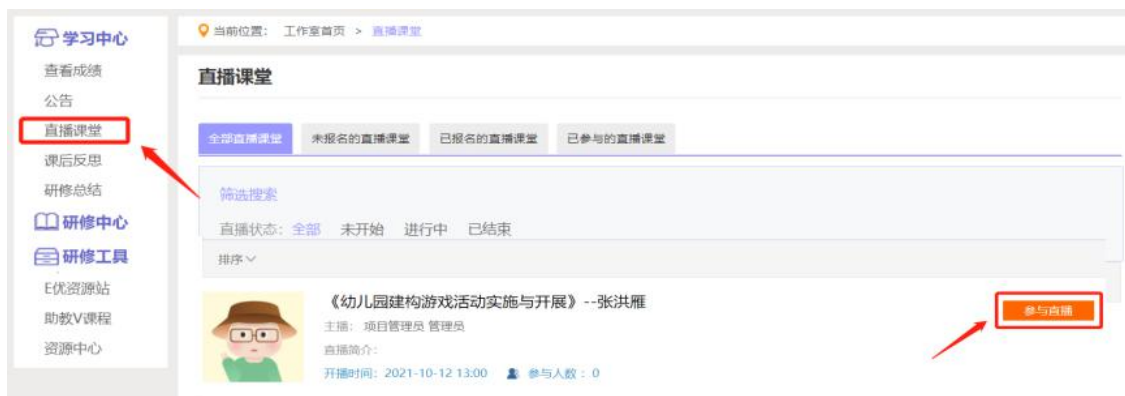 学习中心
查看成绩
公告
直播课堂
课后反思
研修总结
研修中心
研修工具
E优资源站
助教V课程
资源中心
当前位置： 工作室首页 > 直播课堂
直播课堂
全部直播课堂 未报名的直播课堂 已报名的直播课堂 已参与的直播课堂
筛选搜索
直播状态：全部 未开始 进行中 已结束
排序
《幼儿园建构游戏活动实施与开展》--张洪雁
参与直播
主播： 项目管理员 管理员
直播简介：
开播时间：2021-10-12 13:00 参与人数：0